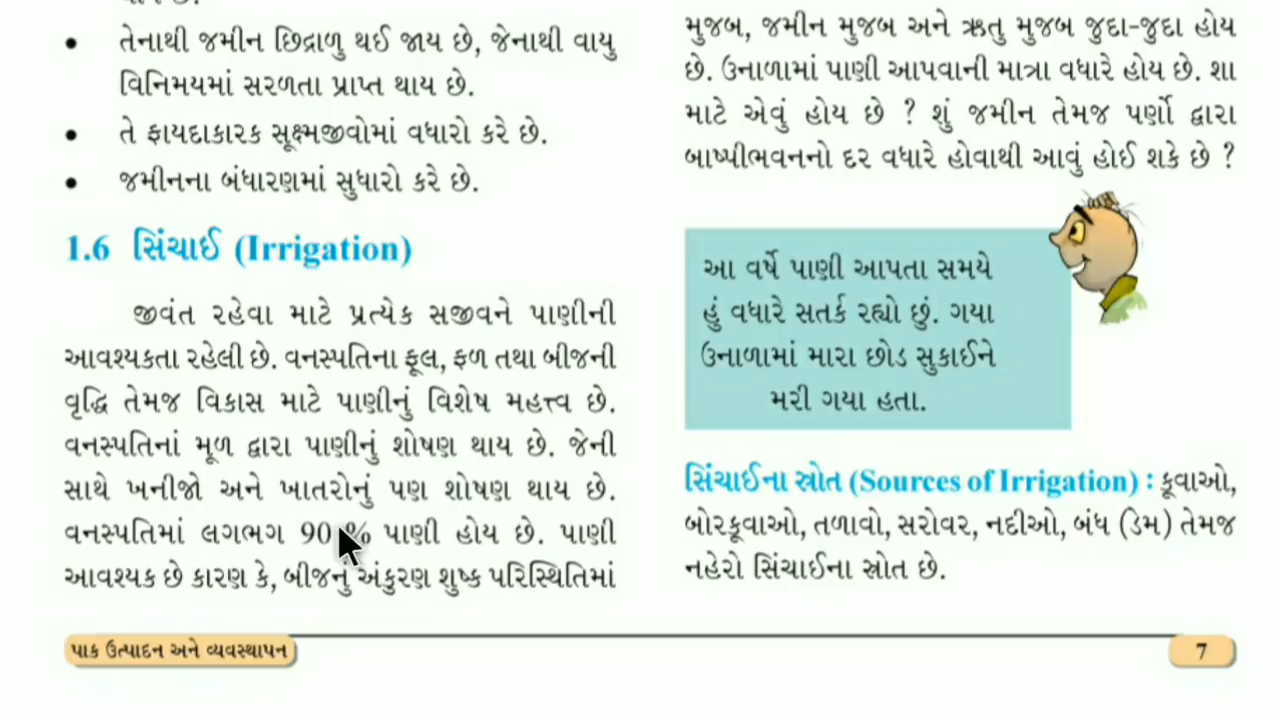 તેનાથી જમીન છિદ્રાળુ થઈ જાય છે, જેનાથી વાયુ
વિનિમયમાં સરળતા પ્રાપ્ત થાય છે.
તે ફાયદાકારક સૂક્ષ્મજીવોમાં વધારો કરે છે.
જમીનના બંધારણમાં સુધારો કરે છે.
1.6 સિંચાઈ (Irrigation)
જીવંત રહેવા માટે પ્રત્યેક સજીવને પાણીની
આવશ્યકતા રહેલી છે. વનસ્પતિના ફૂલ, ફળ તથા બીજની
વૃદ્ધિ તેમજ વિકાસ માટે પાણીનું વિશેષ મહત્ત્વ છે.
વનસ્પતિનાં મૂળ દ્વારા પાણીનું શોષણ થાય છે. જેની
સાથે ખનીજો અને ખાતરોનું પણ શોષણ થાય છે.
વનસ્પતિમાં લગભગ 90 % પાણી હોય છે. પાણી
આવશ્યક છે કારણ કે, બીજનું અંકુરણ શુષ્ક પરિસ્થિતિમાં
મુજબ, જમીન મુજબ અને ઋતુ મુજબ જુદા-જુદા હોય
છે. ઉનાળામાં પાણી આપવાની માત્રા વધારે હોય છે. શા
માટે એવું હોય છે ? શું જમીન તેમજ પર્ણો દ્વારા
બાષ્પીભવનનો દર વધારે હોવાથી આવું હોઈ શકે છે ?
આ વર્ષે પાણી આપતા સમયે
હું વધારે સતર્ક રહ્યો છું. ગયા
ઉનાળામાં મારા છોડ સુકાઈને
મરી ગયા હતા.
સિંચાઈના સ્રોત (Sources of Irrigation) : કૂવાઓ,
બોરકૂવાઓ, તળાવો, સરોવર, નદીઓ, બંધ (ડેમ) તેમજ
નહેરો સિંચાઈના સ્રોત છે.
પાક ઉત્પાદન અને વ્યવસ્થાપન
7